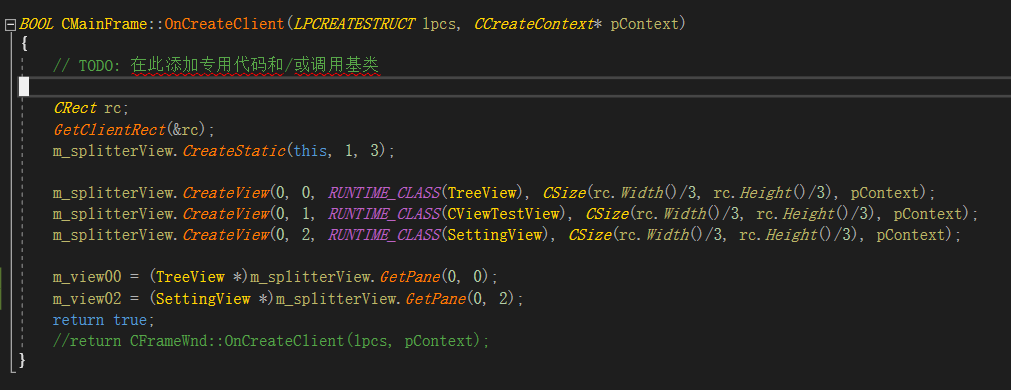 BOOL CMainFrame::OnCreateClient(LPCREATESTRUCT lpcs, CCreateContext* pContext)
{
// TODO: 在此添加专用代码和/或调用基类
CRect rc;
GetClientRect(&rc);
m_splitterView.CreateStatic(this, 1, 3);
m_splitterView.CreateView(0, 0, RUNTIME_CLASS(TreeView), CSize(rc.Width()/3, rc.Height()/3), pContext);
m_splitterView.CreateView(0, 1, RUNTIME_CLASS(CViewTestView), CSize(rc.Width()/3, rc.Height()/3), pContext);
m_splitterView.CreateView(0, 2, RUNTIME_CLASS(SettingView), CSize(rc.Width()/3, rc.Height()/3), pContext);
m_view00 = (TreeView *)m_splitterView.GetPane(0, 0);
m_view02 = (SettingView *)m_splitterView.GetPane(0, 2);
return true;
//return CFrameWnd::OnCreateClient(lpcs, pContext);
}